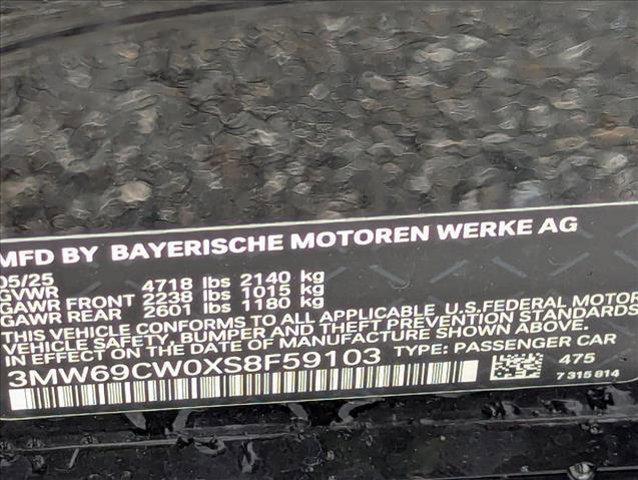 MFD BY BAYERISCHE MOTOREN WERKE AG
05/25
GVWR 4718 lbs 2140 kg
GAWR FRONT 2238 lbs 1015 kg
GAWR REAR 2601 lbs 1180 kg
THIS VEHICLE CONFORMS TO ALL APPLICABLE U.S.FEDERAL MOTOR
VEHICLE SAFETY, BUMPER AND THEFT PREVENTION STANDARDS
IN EFFECT ON THE DATE OF MANUFACTURE SHOWN ABOVE.
3MW69CW0XS8F59103 TYPE: PASSENGER CAR
475
7 315 814